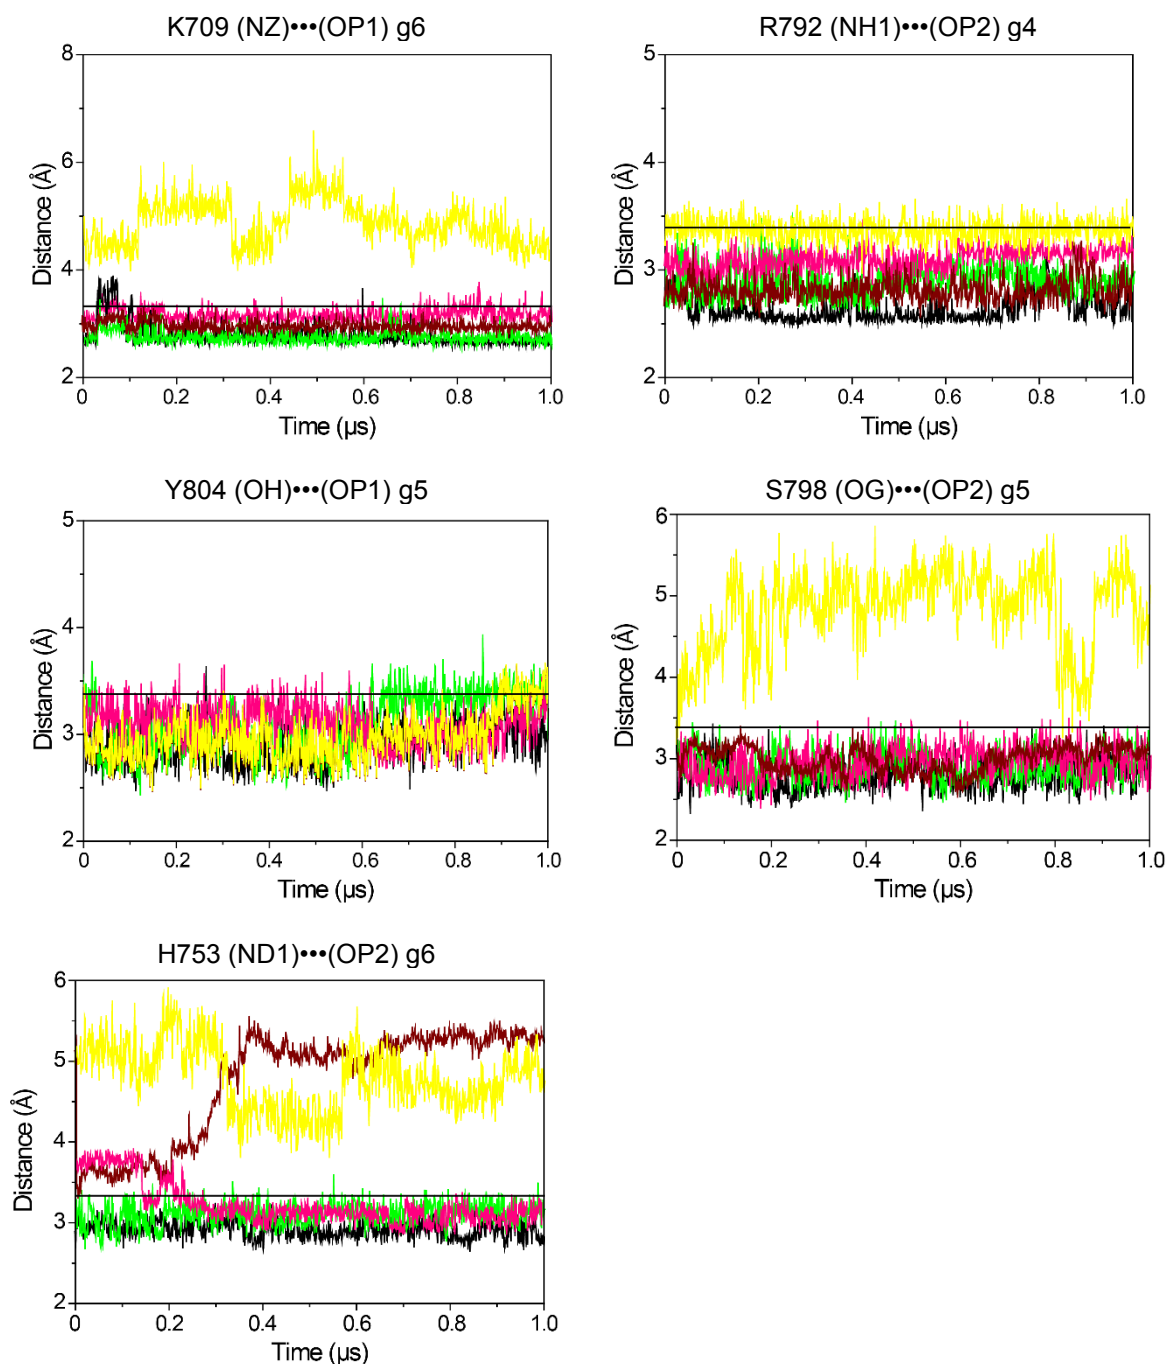 K709 (NZ)•••(OP1) g6
R792 (NH1)•••(OP2) g4
8
6
4
2
Distance (Å)
0 0.2 0.4 0.6 0.8 1.0
Time (µs)
5
4
3
2
Distance (Å)
0 0.2 0.4 0.6 0.8 1.0
Time (µs)
Y804 (OH)•••(OP1) g5
S798 (OG)•••(OP2) g5
5
4
3
2
Distance (Å)
0 0.2 0.4 0.6 0.8 1.0
Time (µs)
6
5
4
3
2
Distance (Å)
0 0.2 0.4 0.6 0.8 1.0
Time (µs)
H753 (ND1)•••(OP2) g6
6
5
4
3
2
Distance (Å)
0 0.2 0.4 0.6 0.8 1.0
Time (µs)